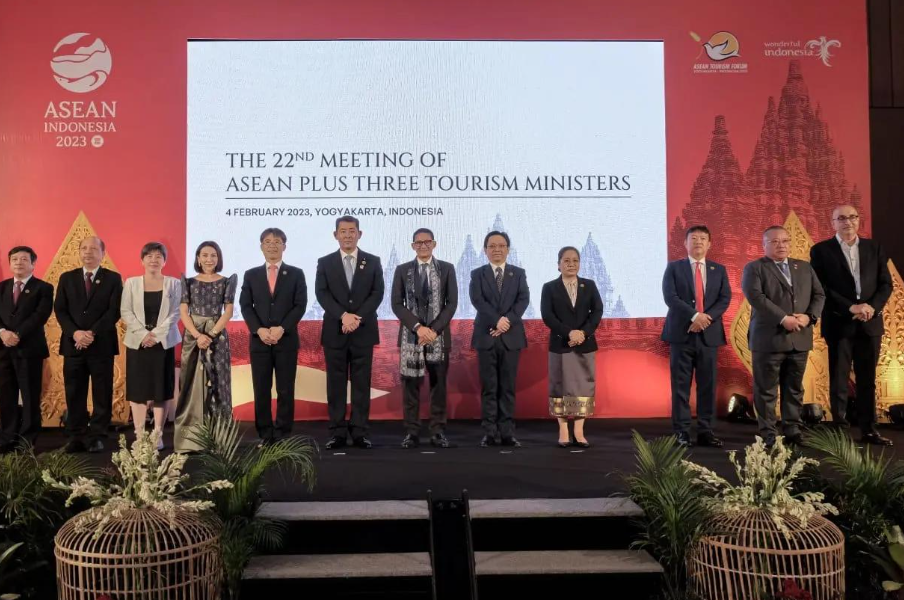 ASEAN
INDONESIA
2023
THE 22ND MEETING OF
ASEAN PLUS THREE TOURISM MINISTERS
4 FEBRUARY 2023, YOGYAKARTA, INDONESIA
ASEAN TOURISM FORUM
wonderful
indonesia